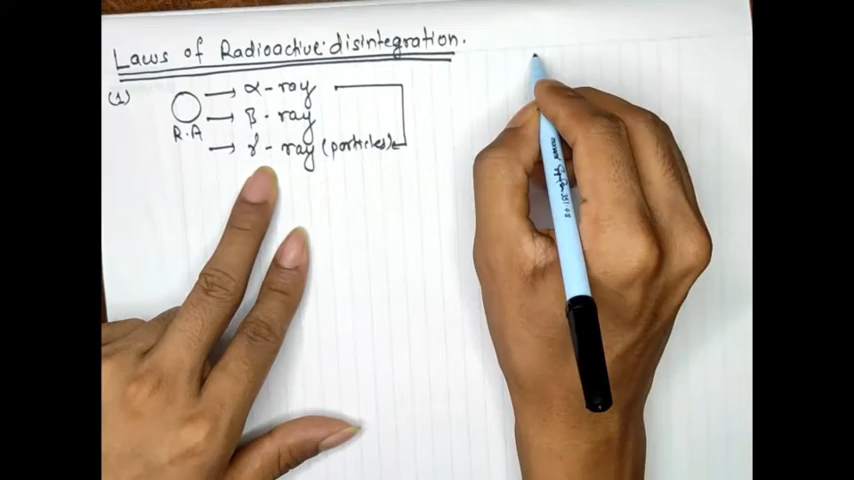 Laws of Radioactive disintegration.
(1) → α - ray
→ β - ray
R.A
→ γ - ray (particles)